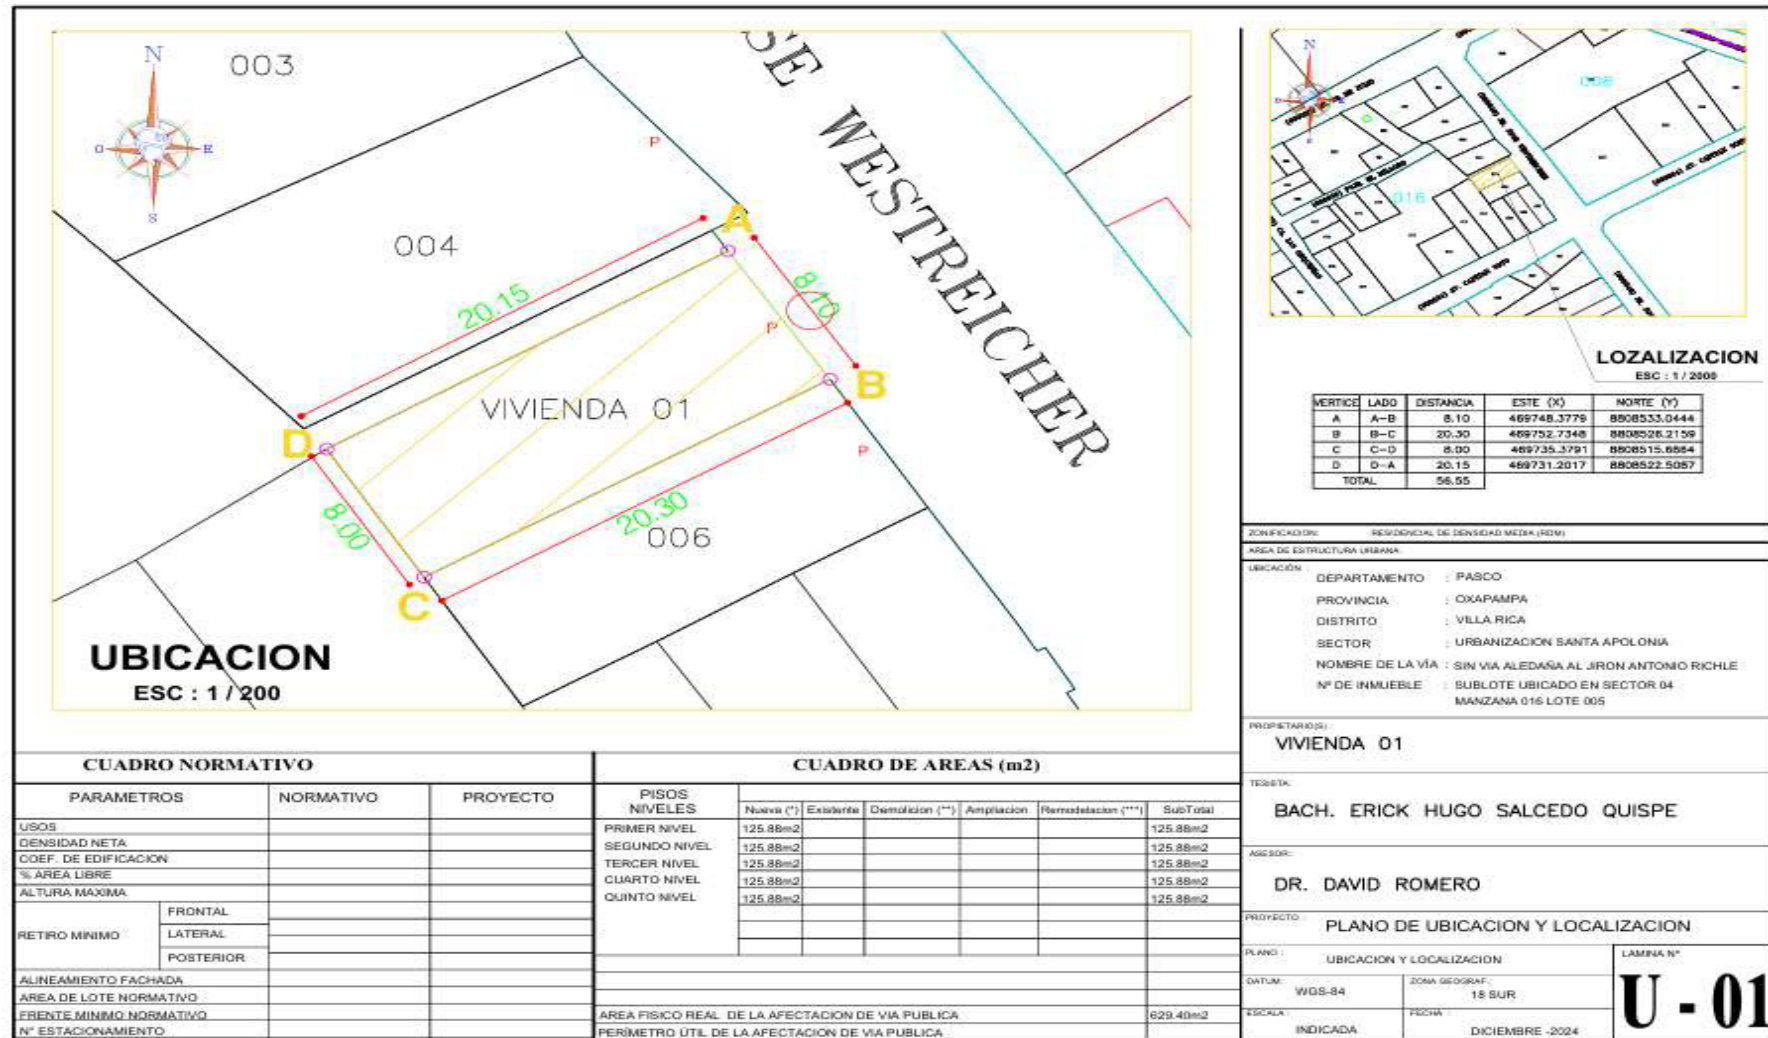 N
O
E
S
003
004
SE WESTREICHER
P
A
20.15
8.10
P
B
VIVIENDA 01
D
P
8.00
20.30
006
C
UBICACION
ESC : 1 / 200
N
008
016
LOZALIZACION
ESC : 1 / 2000
VERTICE LADO DISTANCIA ESTE (X) NORTE (Y)
A A-B 8.10 469748.3779 8808533.0444
B B-C 20.30 469752.7348 8808526.2159
C C-D 8.00 469735.3791
D D-A 20.15 469731.2017 8808522.5087
TOTAL 56.55
ZONIFICACION: RESIDENCIAL DE DENSIDAD MEDIA (RDM)
AREA DE ESTRUCTURA URBANA:
UBICACIÓN :
DEPARTAMENTO : PASCO
PROVINCIA : OXAPAMPA
DISTRITO : VILLA RICA
SECTOR : URBANIZACION SANTA APOLONIA
NOMBRE DE LA VÍA : SIN VIA ALEDAÑA AL JIRON ANTONIO RICHLE
Nº DE INMUEBLE : SUBLOTE UBICADO EN SECTOR 04
MANZANA 016 LOTE 005
PROPIETARIO(S):
VIVIENDA 01
TESISTA:
BACH. ERICK HUGO SALCEDO QUISPE
ASESOR:
DR. DAVID ROMERO
PROYECTO : PLANO DE UBICACION Y LOCALIZACION
PLANO : UBICACION Y LOCALIZACION
LAMINA Nº
DATUM: WGS-84
ZONA GEOGRAF.: 18 SUR
U - 01
ESCALA : INDICADA
FECHA : DICIEMBRE -2024
CUADRO NORMATIVO
PARAMETROS NORMATIVO PROYECTO
USOS
DENSIDAD NETA
COEF. DE EDIFICACION
% AREA LIBRE
ALTURA MAXIMA
RETIRO MINIMO
FRONTAL
LATERAL
POSTERIOR
ALINEAMIENTO FACHADA
AREA DE LOTE NORMATIVO
FRENTE MINIMO NORMATIVO
Nº ESTACIONAMIENTO
CUADRO DE AREAS (m2)
PISOS
NIVELES
Nueva (*) Existente Demolicion (**) Ampliacion Remodelacion (***) SubTotal
PRIMER NIVEL 125.88m2 125.88m2
SEGUNDO NIVEL 125.88m2 125.88m2
TERCER NIVEL 125.88m2 125.88m2
CUARTO NIVEL 125.88m2 125.88m2
QUINTO NIVEL 125.88m2 125.88m2
AREA FISICO REAL DE LA AFECTACION DE VIA PUBLICA 629.40m2
PERÍMETRO ÚTIL DE LA AFECTACION DE VIA PUBLICA